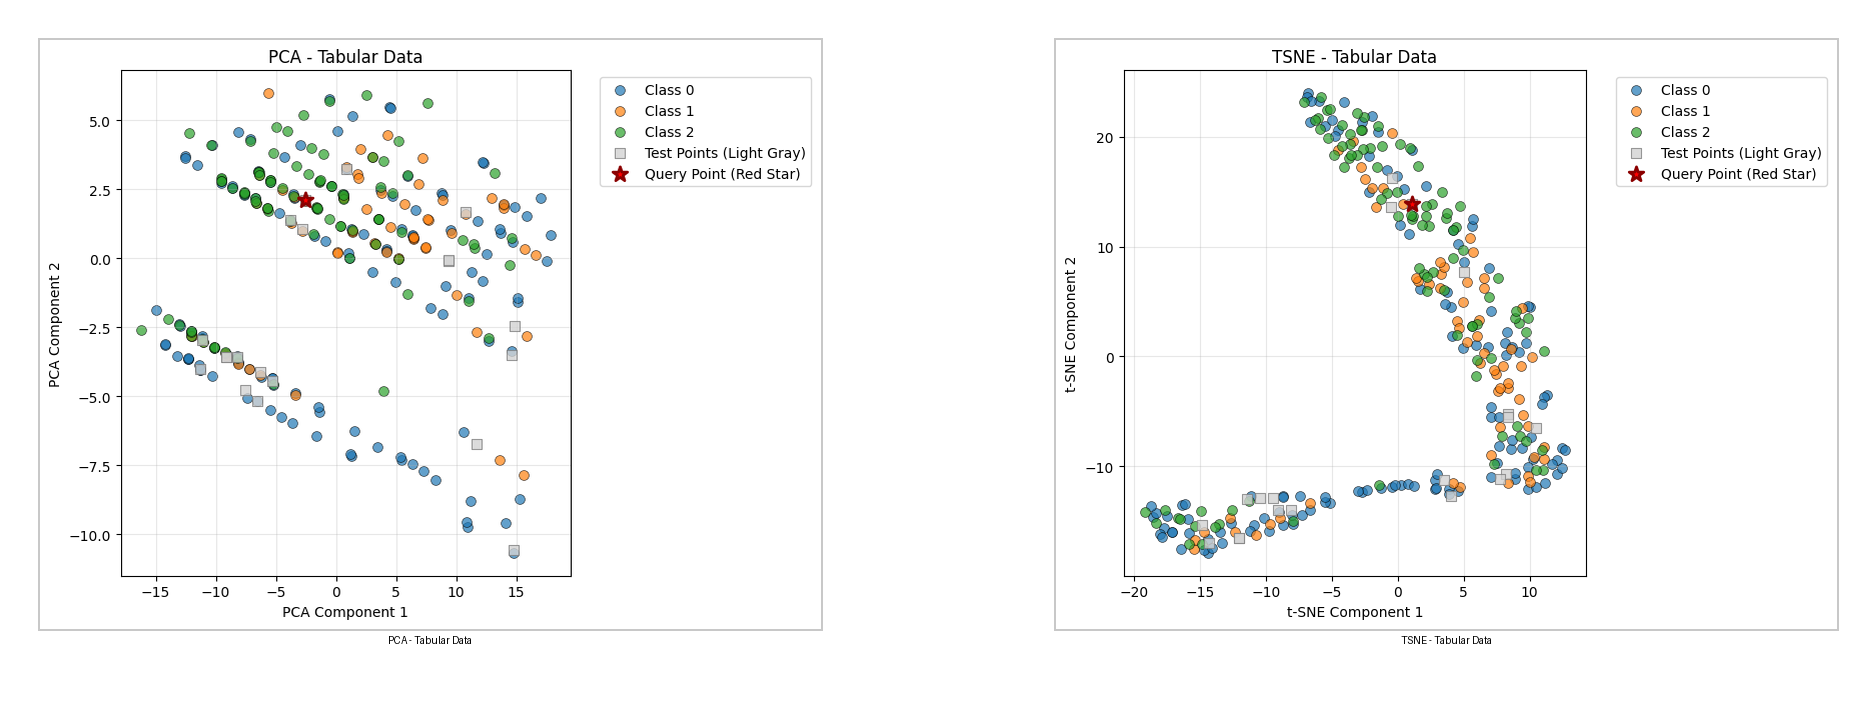 PCA - Tabular Data
Class 0
Class 1
Class 2
Test Points (Light Gray)
Query Point (Red Star)
5.0
2.5
0.0
−2.5
−5.0
−7.5
−10.0
PCA Component 2
−15
−10
−5
0
5
10
15
PCA Component 1
PCA - Tabular Data
TSNE - Tabular Data
Class 0
Class 1
Class 2
Test Points (Light Gray)
Query Point (Red Star)
20
10
0
−10
t-SNE Component 2
−20
−15
−10
−5
0
5
10
t-SNE Component 1
TSNE - Tabular Data